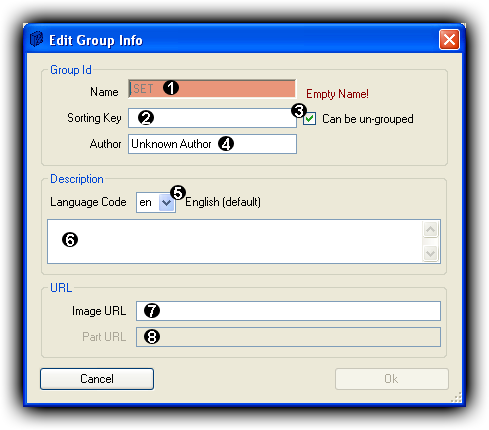 Edit Group Info
Group Id
Name SET 1 Empty Name!
Sorting Key 2 3 Can be un-grouped
Author Unknown Author 4
Description
Language Code en 5 English (default)
6
URL
Image URL 7
Part URL 8
Cancel Ok